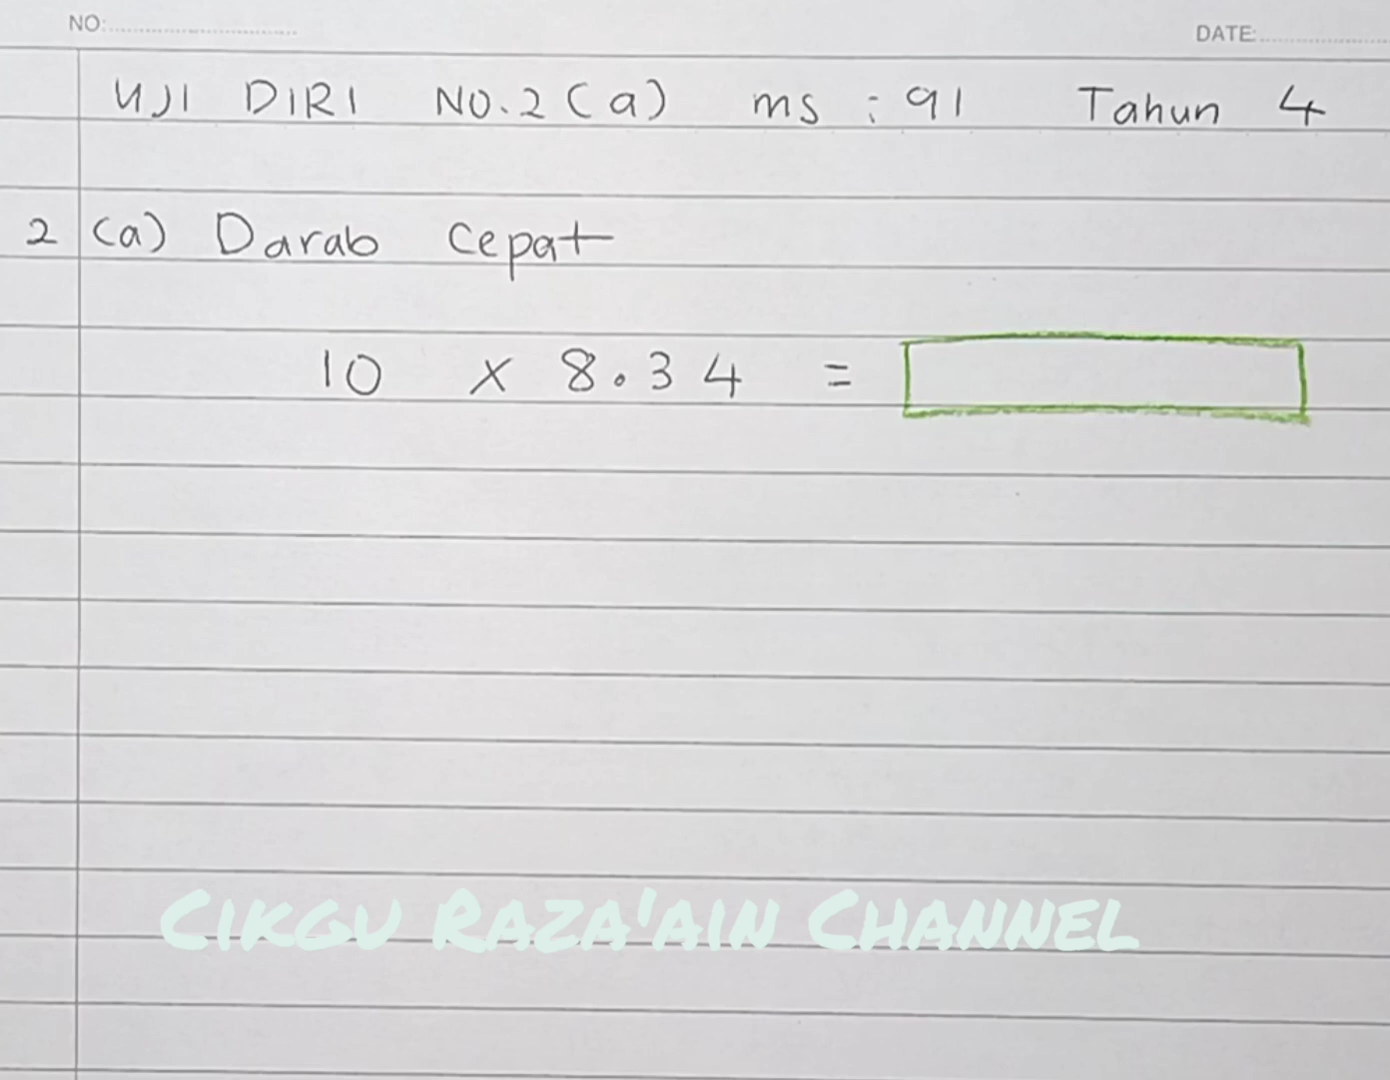 NO:
DATE:
UJI DIRI NO.2 (a) ms : 91 Tahun 4
2 (a) Darab Cepat
10 x 8.34 =
CIKGU RAZA'AIN CHANNEL